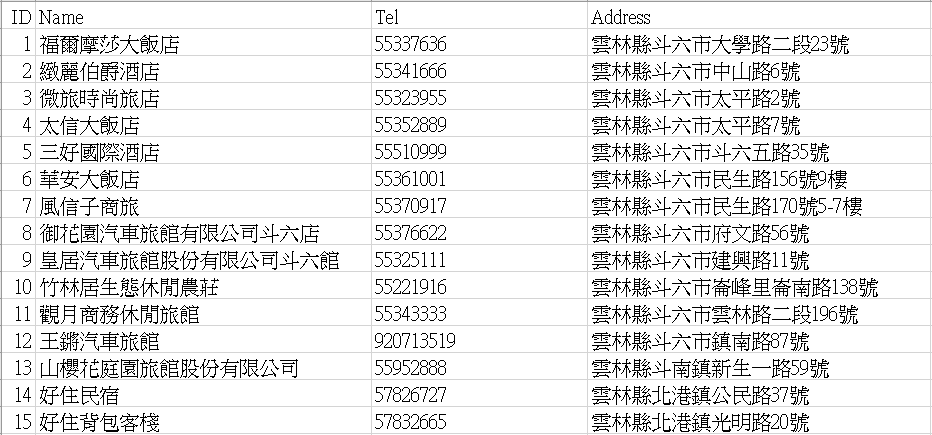 ID Name Tel Address
1 福爾摩莎大飯店 55337636 雲林縣斗六市大學路二段23號
2 緻麗伯爵酒店 55341666 雲林縣斗六市中山路6號
3 微旅時尚旅店 55323955 雲林縣斗六市太平路2號
4 太信大飯店 55352889 雲林縣斗六市太平路7號
5 三好國際酒店 55510999 雲林縣斗六市斗六五路35號
6 華安大飯店 55361001 雲林縣斗六市民生路156號9樓
7 風信子商旅 55370917 雲林縣斗六市民生路170號5-7樓
8 御花園汽車旅館有限公司斗六店 55376622 雲林縣斗六市府文路56號
9 皇居汽車旅館股份有限公司斗六館 55325111 雲林縣斗六市建興路11號
10 竹林居生態休閒農莊 55221916 雲林縣斗六市崙峰里崙南路138號
11 觀月商務休閒旅館 55343333 雲林縣斗六市雲林路二段196號
12 王鏘汽車旅館 920713519 雲林縣斗六市鎮南路87號
13 山櫻花庭園旅館股份有限公司 55952888 雲林縣斗南鎮新生一路59號
14 好住民宿 57826727 雲林縣北港鎮公民路37號
15 好住背包客棧 57832665 雲林縣北港鎮光明路20號